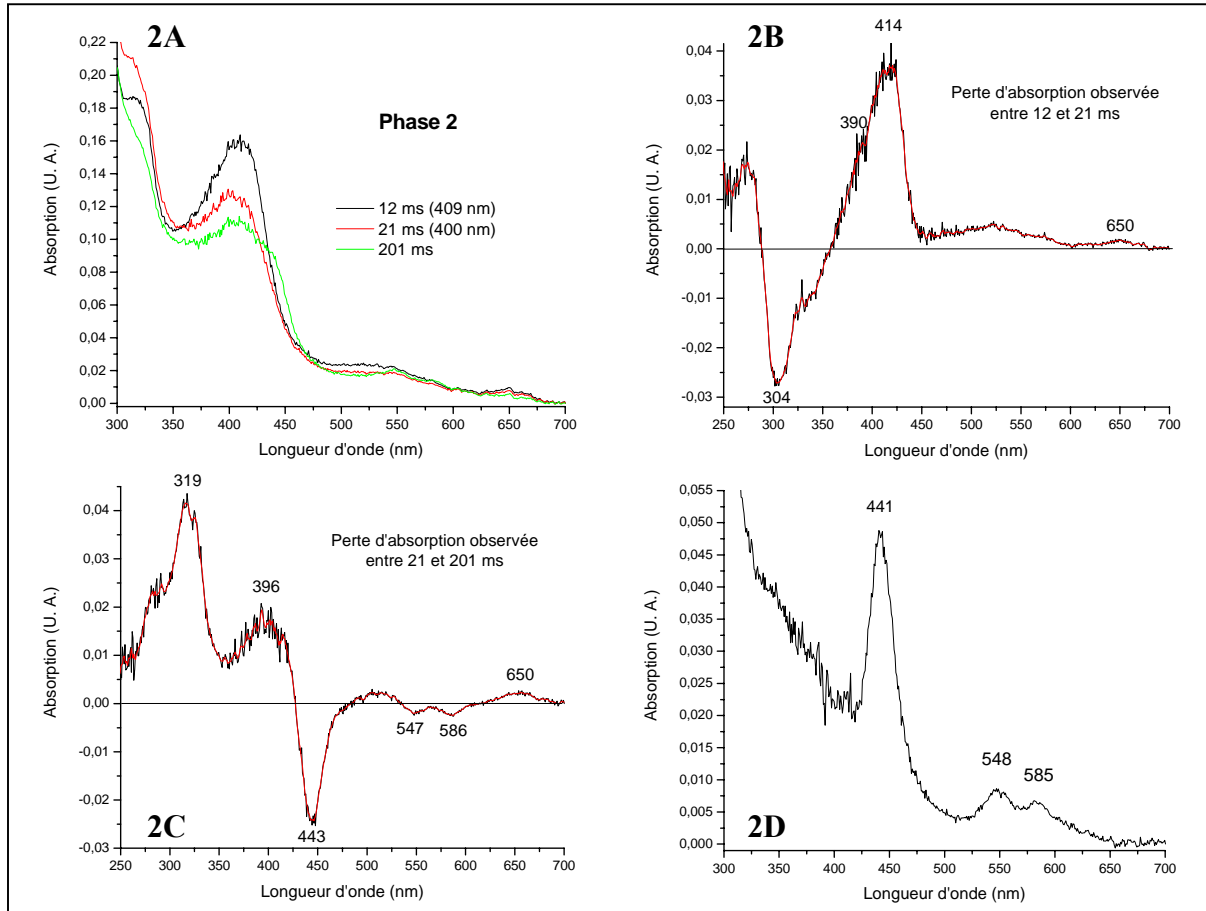 2A
0,22
0,20
0,18
0,16
0,14
0,12
0,10
0,08
0,06
0,04
0,02
0,00
Absorption (U. A.)
Phase 2
12 ms (409 nm)
21 ms (400 nm)
201 ms
300 350 400 450 500 550 600 650 700
Longueur d'onde (nm)
2B
414
390
650
304
Perte d'absorption observée
entre 12 et 21 ms
0,04
0,03
0,02
0,01
0,00
-0,01
-0,02
-0,03
Absorption (U. A.)
250 300 350 400 450 500 550 600 650 700
Longueur d'onde (nm)
319
396
650
547
586
443
Perte d'absorption observée
entre 21 et 201 ms
0,04
0,03
0,02
0,01
0,00
-0,01
-0,02
-0,03
Absorption (U. A.)
2C
250 300 350 400 450 500 550 600 650 700
Longueur d'onde (nm)
441
548
585
0,055
0,050
0,045
0,040
0,035
0,030
0,025
0,020
0,015
0,010
0,005
0,000
Absorption (U. A.)
2D
300 350 400 450 500 550 600 650 700
Longueur d'onde (nm)